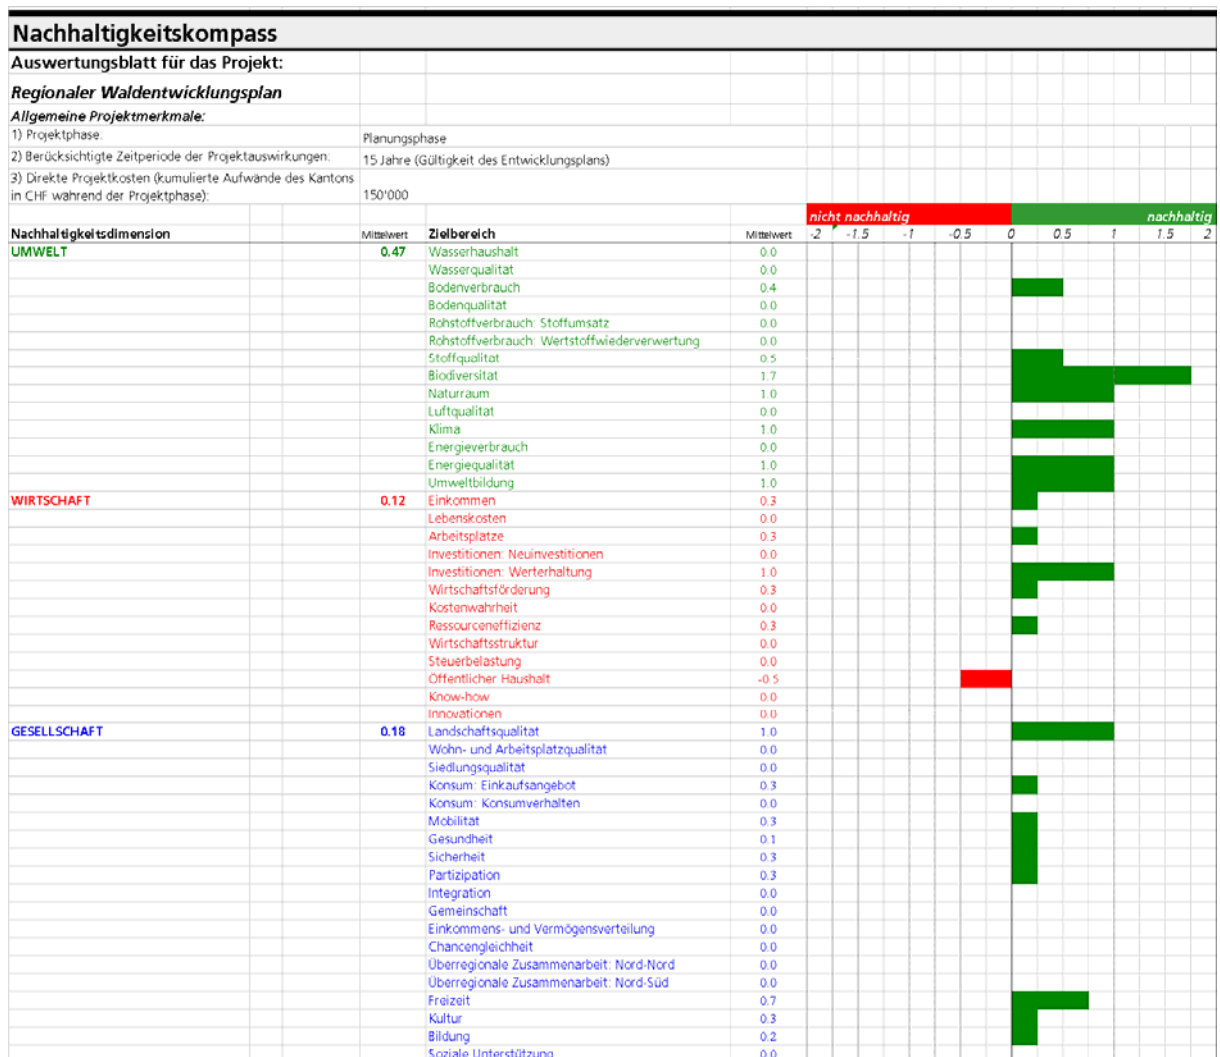 Nachhaltigkeitskompass
Auswertungsblatt für das Projekt:
Regionaler Waldentwicklungsplan
Allgemeine Projektmerkmale:
1) Projektphase: Planungsphase
2) Berücksichtigte Zeitperiode der Projektauswirkungen: 15 Jahre (Gültigkeit des Entwicklungsplans)
3) Direkte Projektkosten (kumulierte Aufwände des Kantons
in CHF während der Projektphase): 150'000
nicht nachhaltig nachhaltig
Nachhaltigkeitsdimension Mittelwert Zielbereich Mittelwert -2 -1.5 -1 -0.5 0 0.5 1 1.5 2
UMWELT 0.47 Wasserhaushalt 0.0
Wasserqualität 0.0
Bodenverbrauch 0.4
Bodenqualität 0.0
Rohstoffverbrauch: Stoffumsatz 0.0
Rohstoffverbrauch: Wertstoffwiederverwertung 0.0
Stoffqualität 0.5
Biodiversität 1.7
Naturraum 1.0
Luftqualität 0.0
Klima 1.0
Energieverbrauch 0.0
Energiequalität 1.0
Umweltbildung 1.0
WIRTSCHAFT 0.12 Einkommen 0.3
Lebenskosten 0.0
Arbeitsplätze 0.3
Investitionen: Neuinvestitionen 0.0
Investitionen: Werterhaltung 1.0
Wirtschaftsförderung 0.3
Kostenwahrheit 0.0
Ressourceneffizienz 0.3
Wirtschaftsstruktur 0.0
Steuerbelastung 0.0
Öffentlicher Haushalt -0.5
Know-how 0.0
Innovationen 0.0
GESELLSCHAFT 0.18 Landschaftsqualität 1.0
Wohn- und Arbeitsplatzqualität 0.0
Siedlungsqualität 0.0
Konsum: Einkaufsangebot 0.3
Konsum: Konsumverhalten 0.0
Mobilität 0.3
Gesundheit 0.1
Sicherheit 0.3
Partizipation 0.3
Integration 0.0
Gemeinschaft 0.0
Einkommens- und Vermögensverteilung 0.0
Chancengleichheit 0.0
Überregionale Zusammenarbeit: Nord-Nord 0.0
Überregionale Zusammenarbeit: Nord-Süd 0.0
Freizeit 0.7
Kultur 0.3
Bildung 0.2
Soziale Unterstützung 0.0